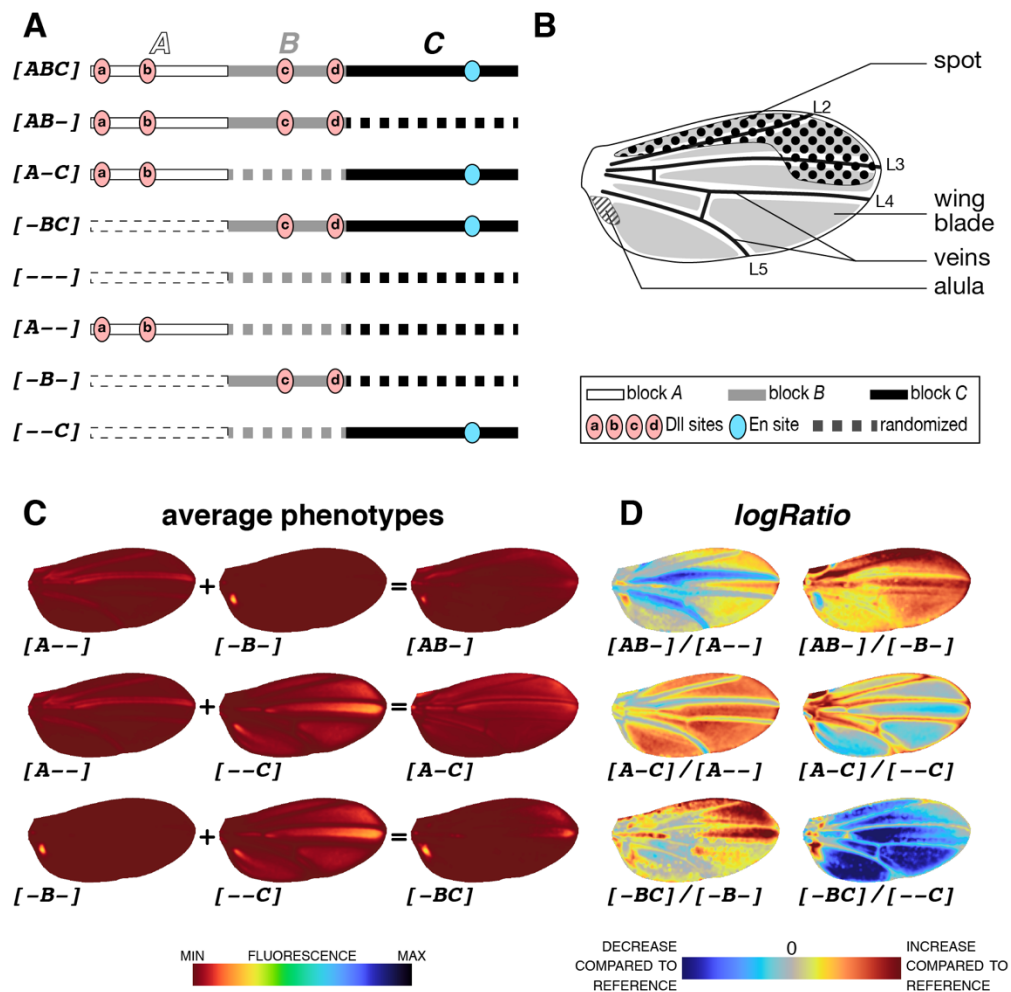 A
A B C
[ABC] a b c d
[AB-] a b c d
[A-C] a b
[-BC] c d
[---]
[A--] a b
[-B-] c d
[--C]
B
spot
L2
L3
L4
wing
blade
veins
L5
alula
block A block B block C
a b c d Dll sites En site randomized
C average phenotypes
+ =
[A--] [-B-] [AB-]
+ =
[A--] [--C] [A-C]
+ =
[-B-] [--C] [-BC]
MIN FLUORESCENCE MAX
D logRatio
[AB-]/[A--] [AB-]/[-B-]
[A-C]/[A--] [A-C]/[--C]
[-BC]/[-B-] [-BC]/[--C]
DECREASE
COMPARED TO
REFERENCE
0
INCREASE
COMPARED TO
REFERENCE